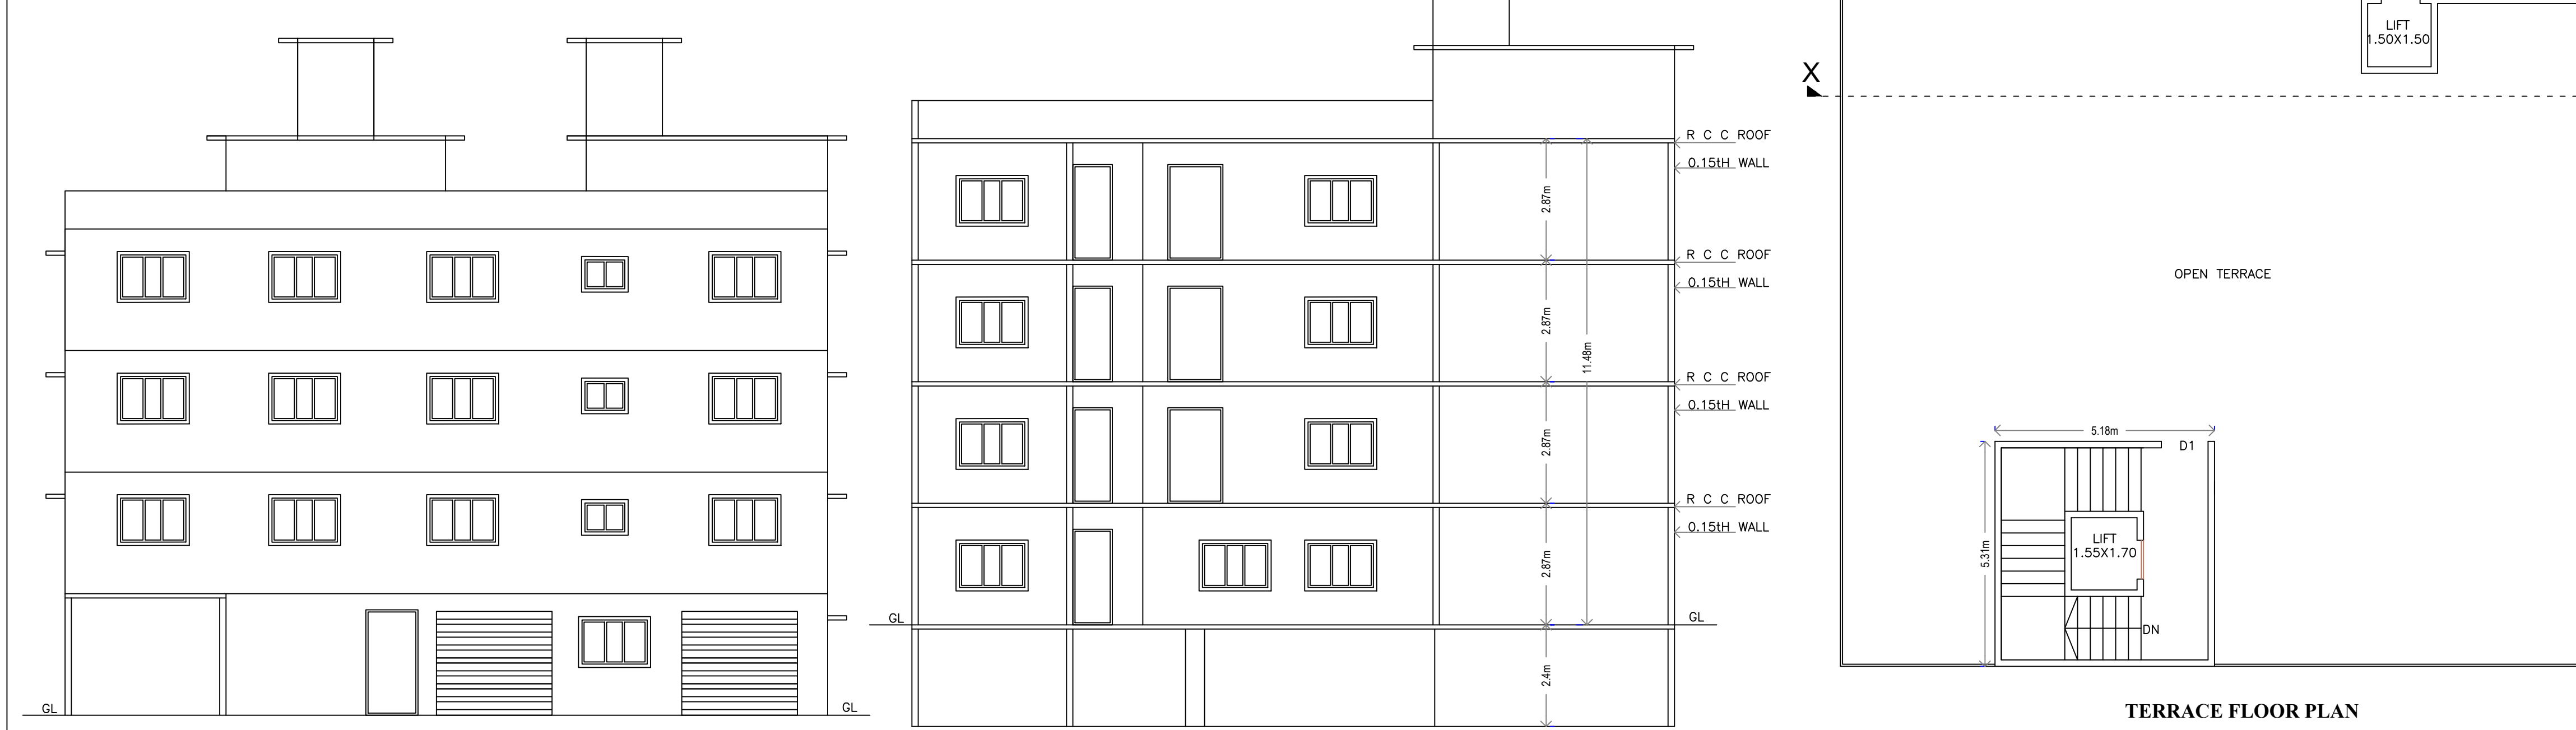 GL
GL
R C C ROOF
0.15tH WALL
R C C ROOF
0.15tH WALL
R C C ROOF
0.15tH WALL
R C C ROOF
0.15tH WALL
2.87m
2.87m
2.87m
2.87m
2.4m
11.48m
GL
GL
X
LIFT
1.50X1.50
OPEN TERRACE
5.18m
D1
5.31m
LIFT
1.55X1.70
DN
TERRACE FLOOR PLAN